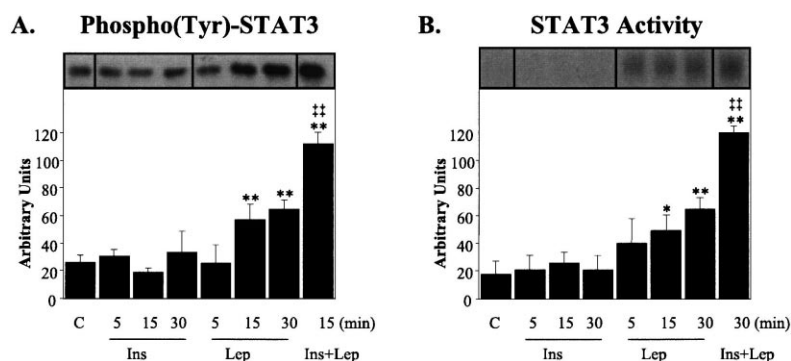 A. Phospho(Tyr)-STAT3
Arbitrary Units
120
100
80
60
40
20
0
** ** ‡‡ **
C 5 15 30 5 15 30 15 (min)
Ins Lep Ins+Lep
B. STAT3 Activity
Arbitrary Units
120
100
80
60
40
20
0
* ** ‡‡ **
C 5 15 30 5 15 30 30 (min)
Ins Lep Ins+Lep